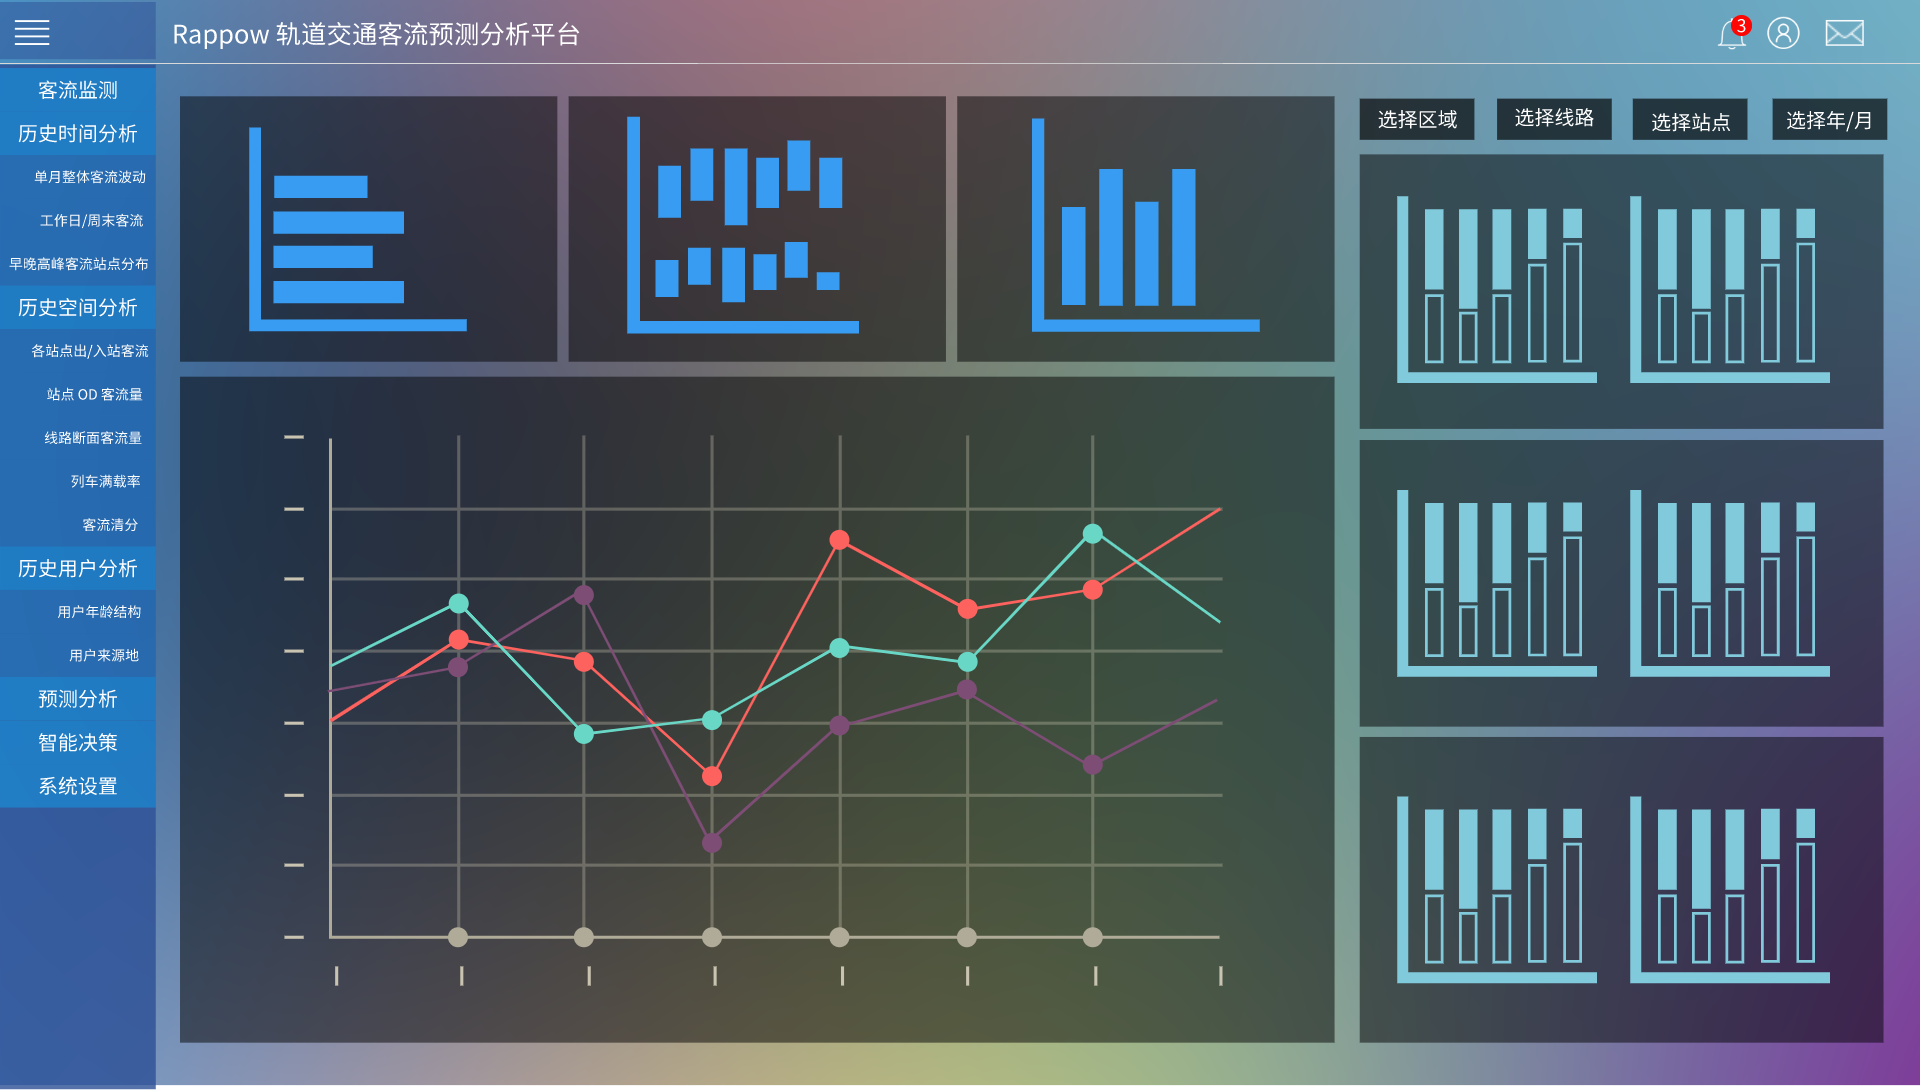 Rappow 轨道交通客流预测分析平台
3
客流监测
历史时间分析
单月整体客流波动
工作日/周末客流
早晚高峰客流站点分布
历史空间分析
各站点出/入站客流
站点 OD 客流量
线路断面客流量
列车满载率
客流清分
历史用户分析
用户年龄结构
用户来源地
预测分析
智能决策
系统设置
选择区域
选择线路
选择站点
选择年/月